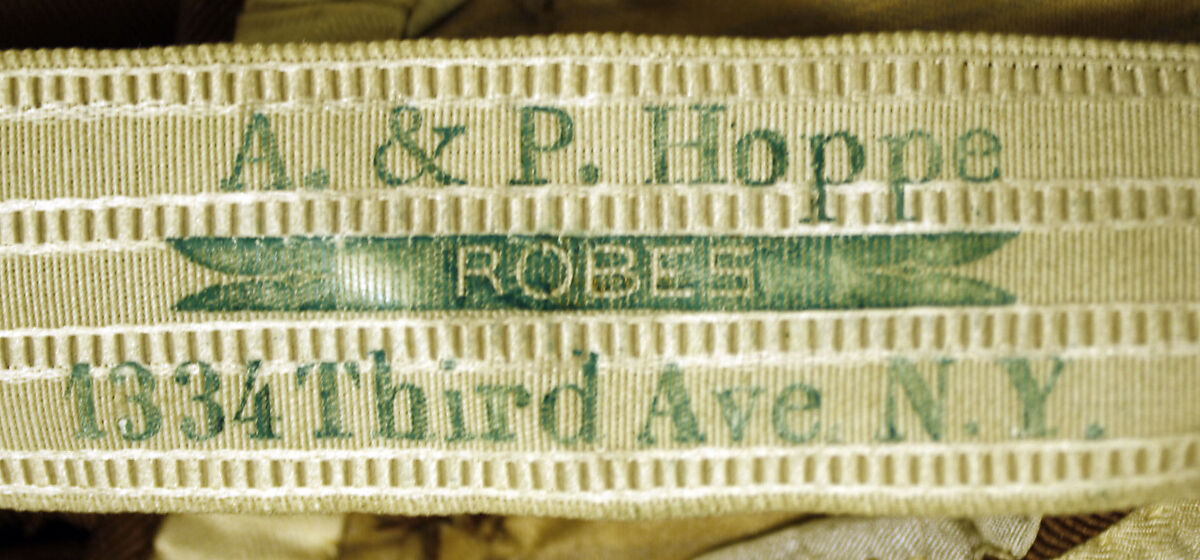 A. & P. Hoppe
ROBES
1334 Third Ave. N.Y.